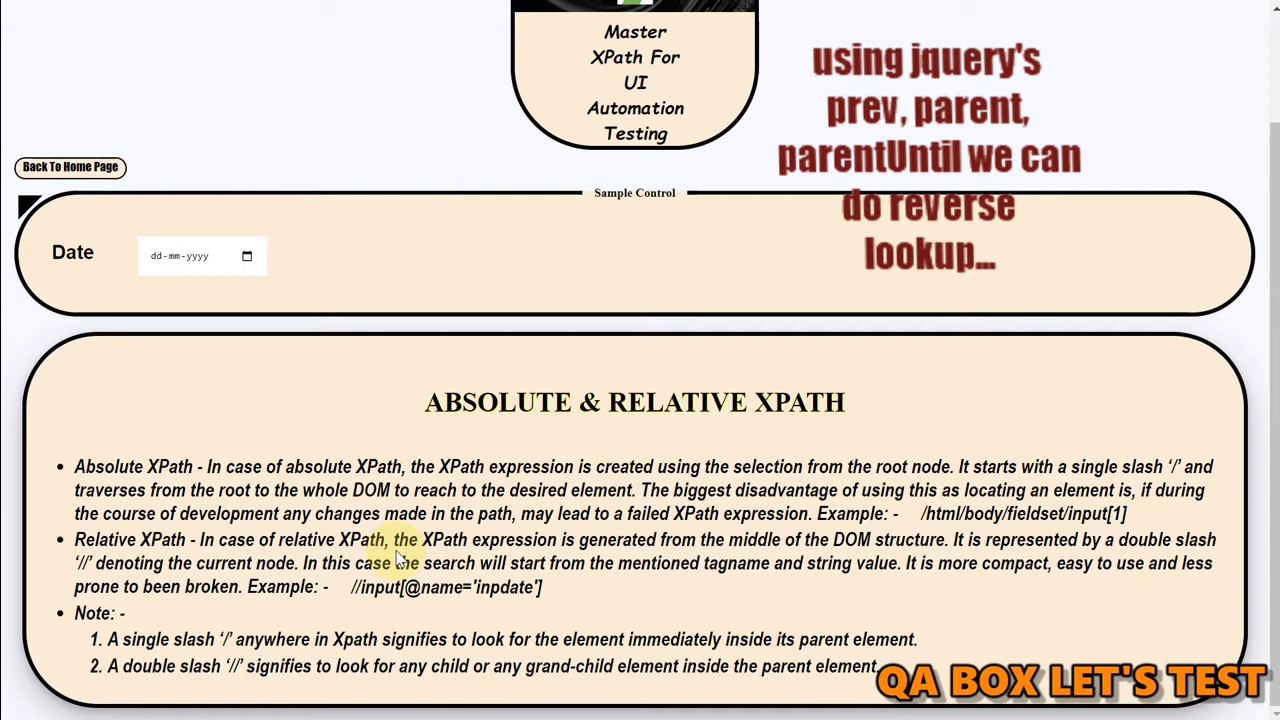 Master
XPath For
UI
Automation
Testing
using jquery's
prev, parent,
parentUntil we can
do reverse
lookup...
Back To Home Page
Sample Control
Date
dd-mm-yyyy
ABSOLUTE & RELATIVE XPATH
• Absolute XPath - In case of absolute XPath, the XPath expression is created using the selection from the root node. It starts with a single slash ‘/’ and
traverses from the root to the whole DOM to reach to the desired element. The biggest disadvantage of using this as locating an element is, if during
the course of development any changes made in the path, may lead to a failed XPath expression. Example: - /html/body/fieldset/input[1]
• Relative XPath - In case of relative XPath, the XPath expression is generated from the middle of the DOM structure. It is represented by a double slash
‘//’ denoting the current node. In this case the search will start from the mentioned tagname and string value. It is more compact, easy to use and less
prone to been broken. Example: - //input[@name='inpdate']
• Note: -
1. A single slash ‘/’ anywhere in Xpath signifies to look for the element immediately inside its parent element.
2. A double slash ‘//’ signifies to look for any child or any grand-child element inside the parent element.
QA BOX LET'S TEST